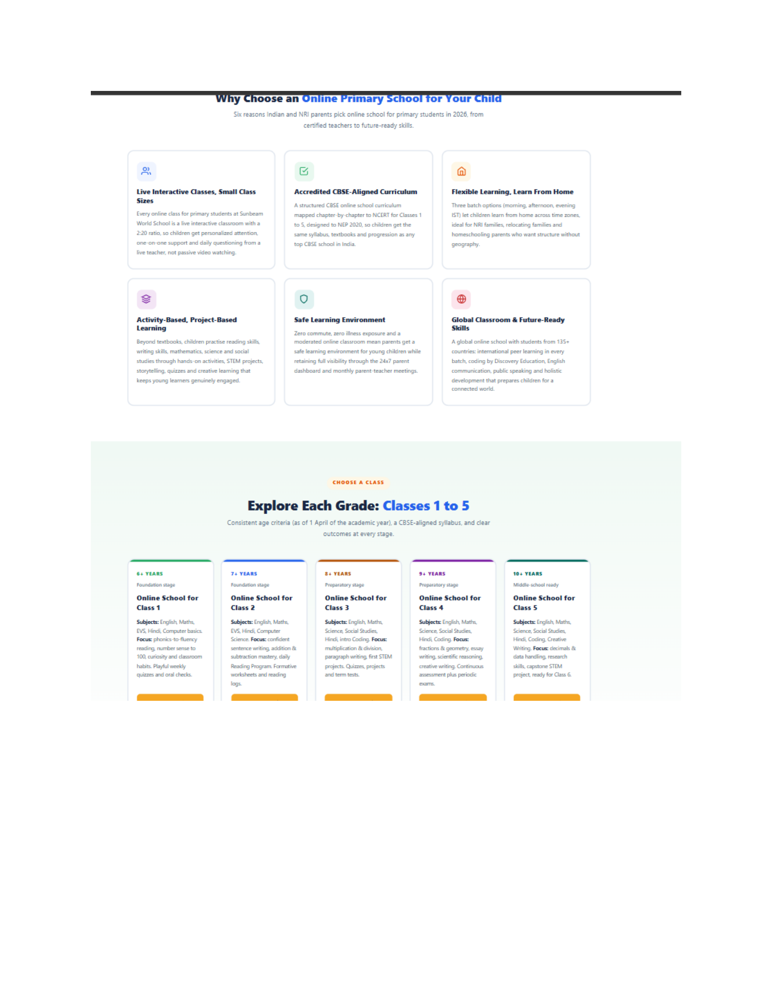 Why Choose an Online Primary School for Your Child
Six reasons Indian and NRI parents pick online school for primary students in 2026, from
certified teachers to future-ready skills.
Live Interactive Classes, Small Class
Sizes
Every online class for primary students at Sunbeam
World School is a live interactive classroom with a
2:20 ratio, so children get personalized attention,
one-on-one support and daily questioning from a
live teacher, not passive video watching.
Accredited CBSE-Aligned Curriculum
A structured CBSE online school curriculum
mapped chapter-by-chapter to NCERT for Classes 1
to 5, designed to NEP 2020, so children get the
same syllabus, textbooks and progression as any
top CBSE school in India.
Flexible Learning, Learn From Home
Three batch options (morning, afternoon, evening
IST) let children learn from home across time zones,
ideal for NRI families, relocating families and
homeschooling parents who want structure without
geography.
Activity-Based, Project-Based
Learning
Beyond textbooks, children practise reading skills,
writing skills, mathematics, science and social
studies through hands-on activities, STEM projects,
storytelling, quizzes and creative learning that
keeps young learners genuinely engaged.
Safe Learning Environment
Zero commute, zero illness exposure and a
moderated online classroom mean parents get a
safe learning environment for young children while
retaining full visibility through the 24x7 parent
dashboard and monthly parent-teacher meetings.
Global Classroom & Future-Ready
Skills
A global online school with students from 135+
countries: international peer learning in every
batch, coding by Discovery Education, English
communication, public speaking and holistic
development that prepares children for a
connected world.
CHOOSE A CLASS
Explore Each Grade: Classes 1 to 5
Consistent age criteria (as of 1 April of the academic year), a CBSE-aligned syllabus, and clear
outcomes at every stage.
6+ YEARS
Foundation stage
Online School for
Class 1
Subjects: English, Maths,
EVS, Hindi, Computer basics.
Focus: phonics-to-fluency
reading, number sense to
100, curiosity and classroom
habits. Playful weekly
quizzes and oral checks.
7+ YEARS
Foundation stage
Online School for
Class 2
Subjects: English, Maths,
EVS, Hindi, Computer
Science. Focus: confident
sentence writing, addition &
subtraction mastery, daily
Reading Program. Formative
worksheets and reading
logs.
8+ YEARS
Preparatory stage
Online School for
Class 3
Subjects: English, Maths,
Science, Social Studies,
Hindi, intro Coding. Focus:
multiplication & division,
paragraph writing, first STEM
projects. Quizzes, projects
and term tests.
9+ YEARS
Preparatory stage
Online School for
Class 4
Subjects: English, Maths,
Science, Social Studies,
Hindi, Coding. Focus:
fractions & geometry, essay
writing, scientific reasoning,
creative writing. Continuous
assessment plus periodic
exams.
10+ YEARS
Middle-school ready
Online School for
Class 5
Subjects: English, Maths,
Science, Social Studies,
Hindi, Coding, Creative
Writing. Focus: decimals &
data handling, research
skills, capstone STEM
project, ready for Class 6.